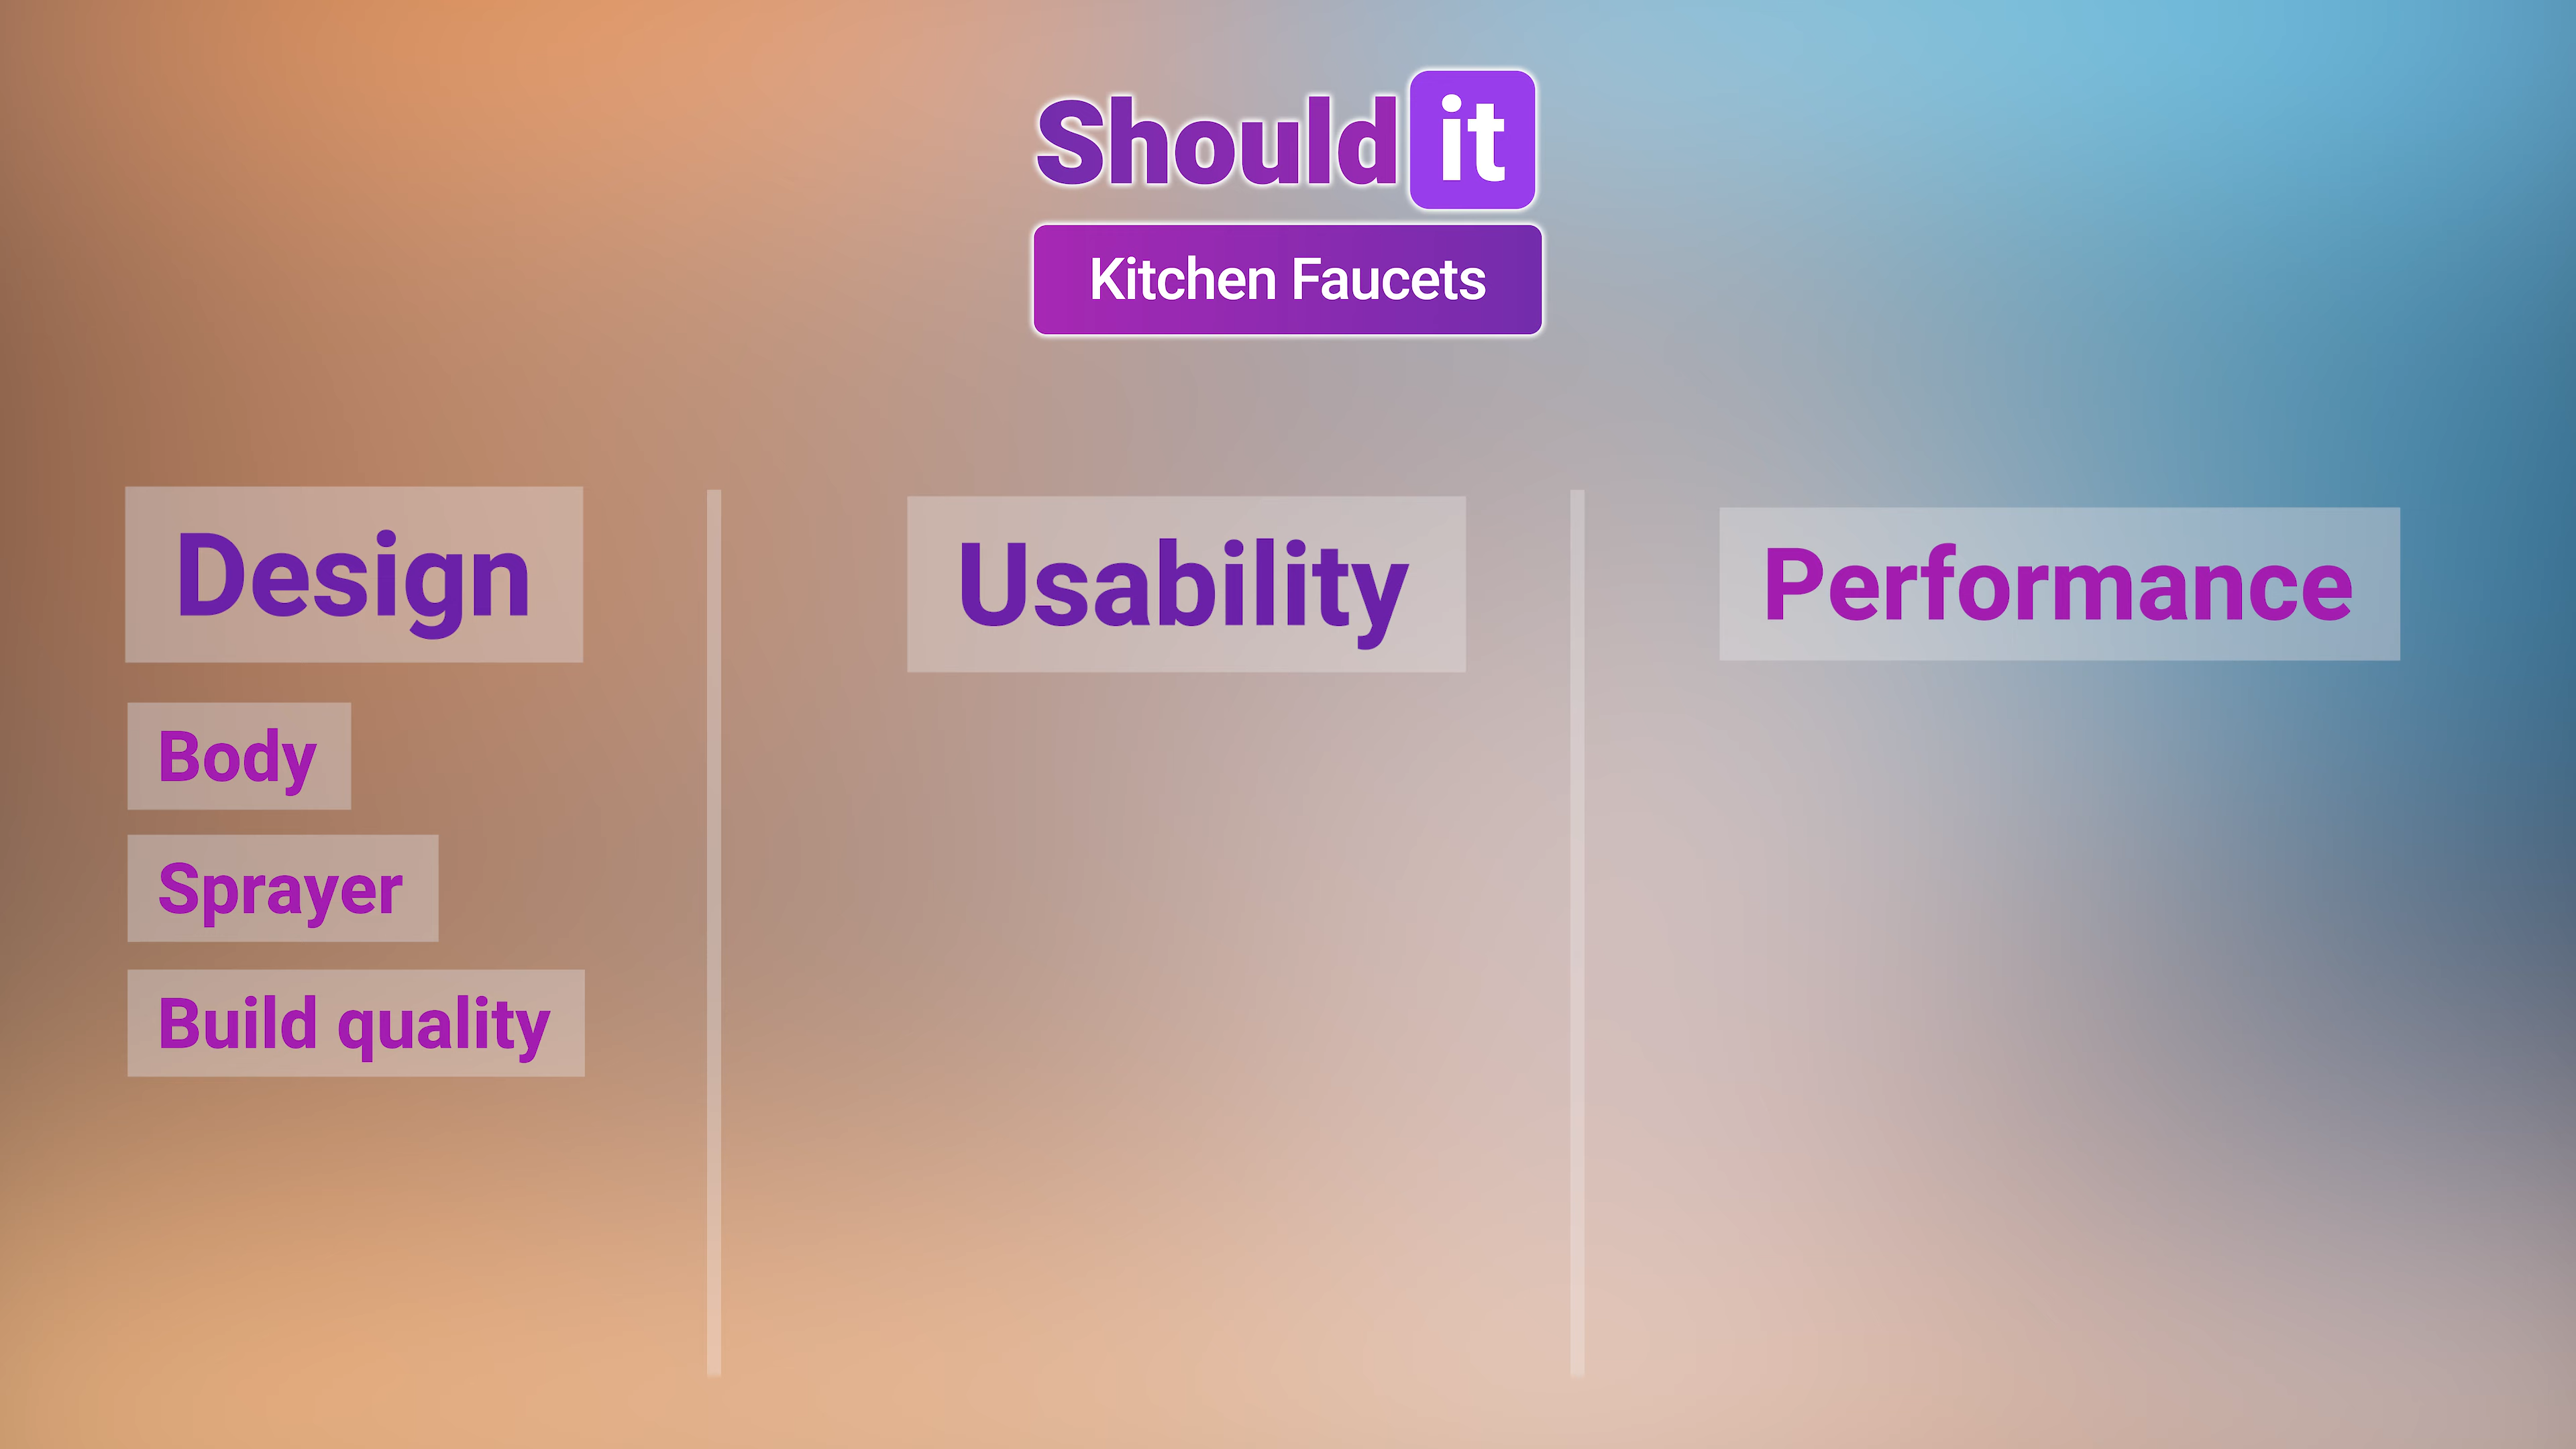 Should it
Kitchen Faucets
Design
Body
Sprayer
Build quality
Usability
Performance